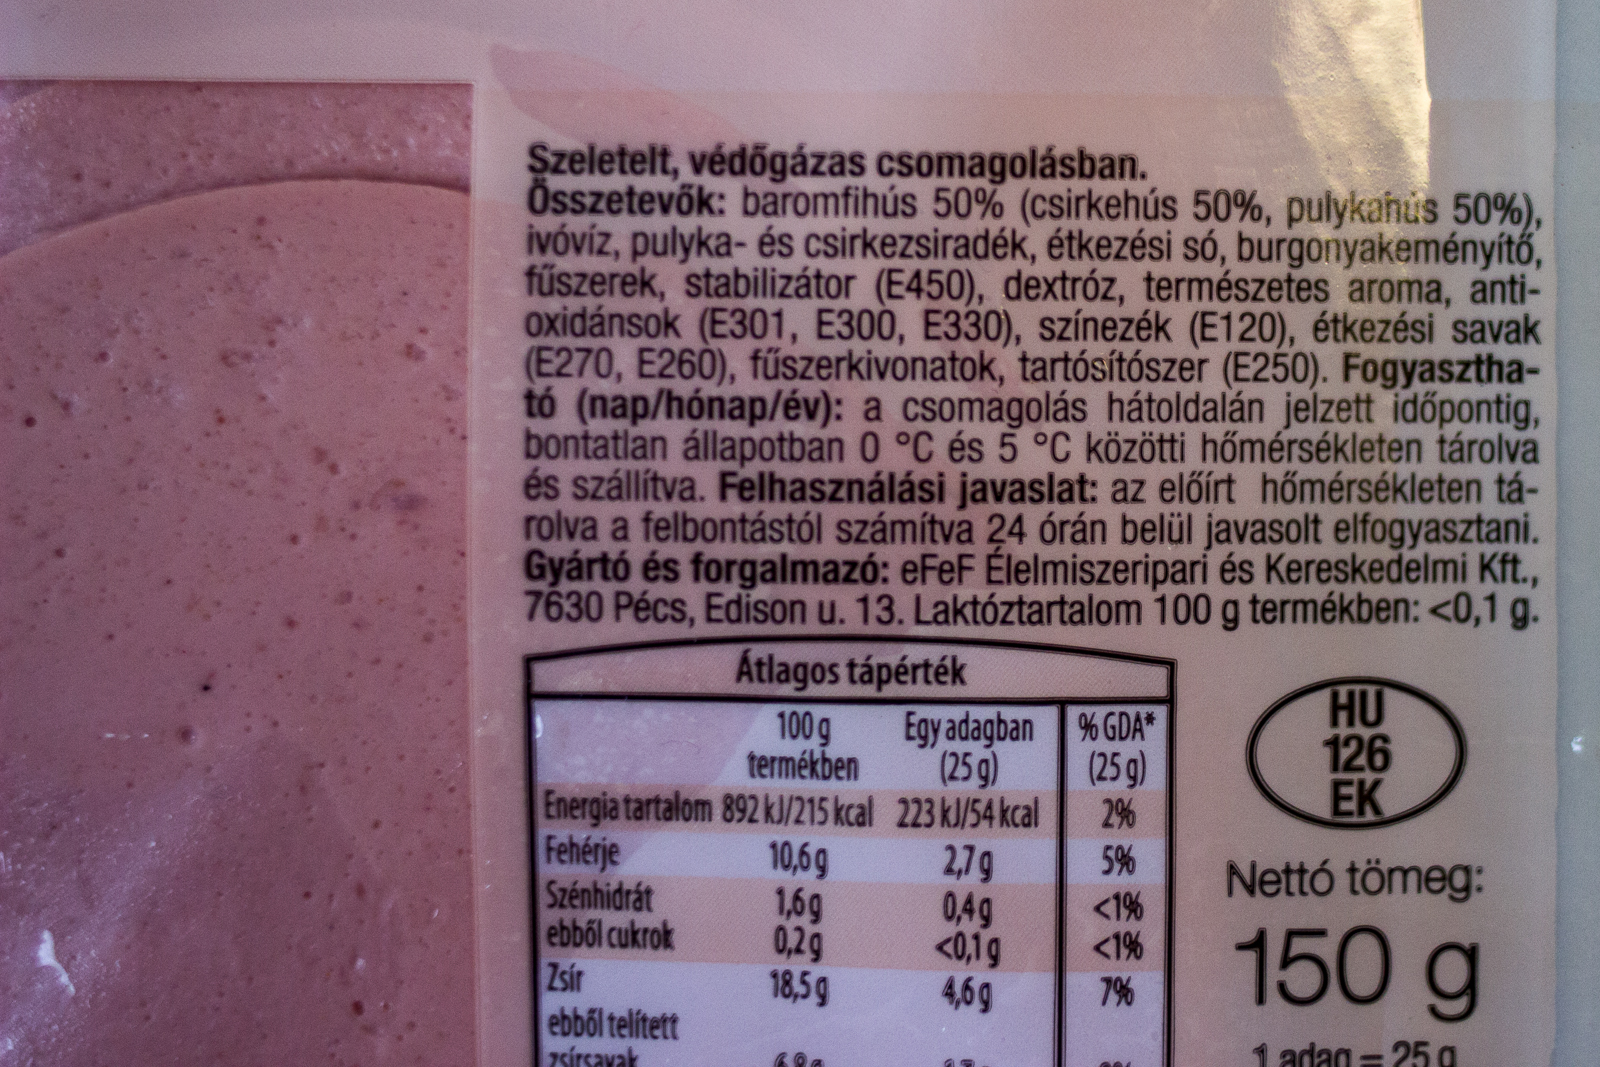 Szeletelt, védőgázas csomagolásban.
Összetevők: baromfihús 50% (csirkehús 50%, pulykahús 50%),
ivóvíz, pulyka- és csirkezsiradék, étkezési só, burgonyakeményítő,
fűszerek, stabilizátor (E450), dextróz, természetes aroma, anti-
oxidánsok (E301, E300, E330), színezék (E120), étkezési savak
(E270, E260), fűszerkivonatok, tartósítószer (E250). Fogyasztha-
tó (nap/hónap/év): a csomagolás hátoldalán jelzett időpontig,
bontatlan állapotban 0 °C és 5 °C közötti hőmérsékleten tárolva
és szállítva. Felhasználási javaslat: az előírt hőmérsékleten tá-
rolva a felbontástól számítva 24 órán belül javasolt elfogyasztani.
Gyártó és forgalmazó: eFeF Élelmiszeripari és Kereskedelmi Kft.,
7630 Pécs, Edison u. 13. Laktóztartalom 100 g termékben: <0,1 g.
Átlagos tápérték
100 g Egy adagban % GDA*
termékben (25 g) (25 g)
Energia tartalom 892 kJ/215 kcal 223 kJ/54 kcal 2%
Fehérje 10,6 g 2,7 g 5%
Szénhidrát 1,6 g 0,4 g <1%
ebből cukrok 0,2 g <0,1 g <1%
Zsír 18,5 g 4,6 g 7%
ebből telített
zsírsavak
HU
126
EK
Nettó tömeg:
150 g
1 adag = 25 g